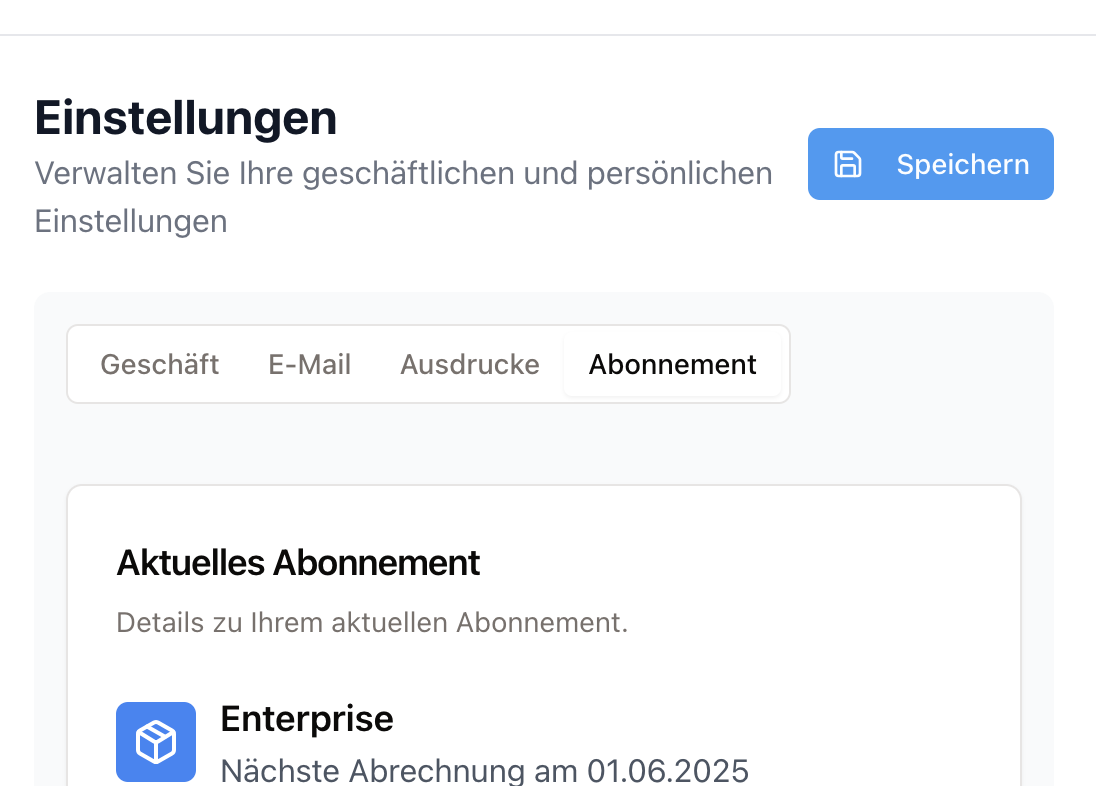 Einstellungen
Verwalten Sie Ihre geschäftlichen und persönlichen
Einstellungen
Speichern
Geschäft
E-Mail
Ausdrucke
Abonnement
Aktuelles Abonnement
Details zu Ihrem aktuellen Abonnement.
Enterprise
Nächste Abrechnung am 01.06.2025